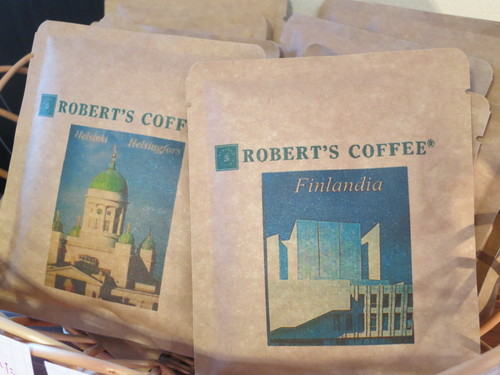 ROBERT'S COFF
Helsinki Helsingfors
ROBERT'S COFFEE®
Finlandia